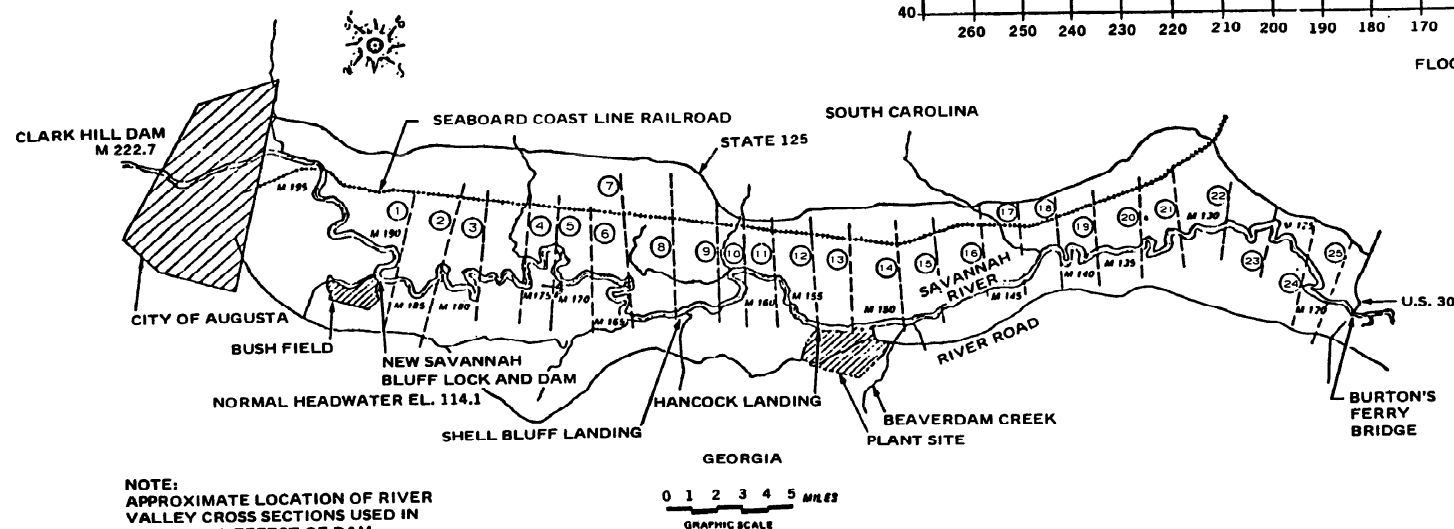 40
260 250 240 230 220 210 200 190 180 170
FLOO
SOUTH CAROLINA
SEABOARD COAST LINE RAILROAD
CLARK HILL DAM
M 222.7
STATE 125
M 195
7
1 2 3 4 5 6 8 9 10 11 12 13 14 15 16 17 18 19 20 21 22 23 24 25
M 190
M 185
M 180
M 175
M 170
M 165
M 160
M 155
M 150
M 145
M 140
M 135
M 130
M 125
M 120
SAVANNAH
RIVER
RIVER ROAD
U.S. 30
CITY OF AUGUSTA
BUSH FIELD
NEW SAVANNAH
BLUFF LOCK AND DAM
NORMAL HEADWATER EL. 114.1
SHELL BLUFF LANDING
HANCOCK LANDING
BEAVERDAM CREEK
PLANT SITE
BURTON'S
FERRY
BRIDGE
GEORGIA
NOTE:
APPROXIMATE LOCATION OF RIVER
VALLEY CROSS SECTIONS USED IN
0 1 2 3 4 5 MILES
GRAPHIC SCALE